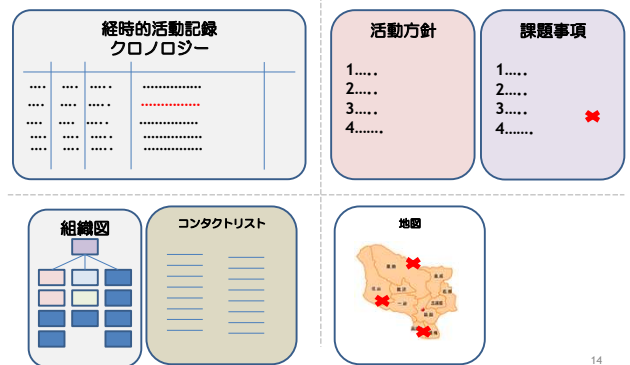 経時的活動記録
クロノロジー
活動方針
1…‥
2…‥
3…‥
4…….
課題事項
1…‥
2…‥
3…‥
4…….
組織図
コンタクトリスト
地図
14